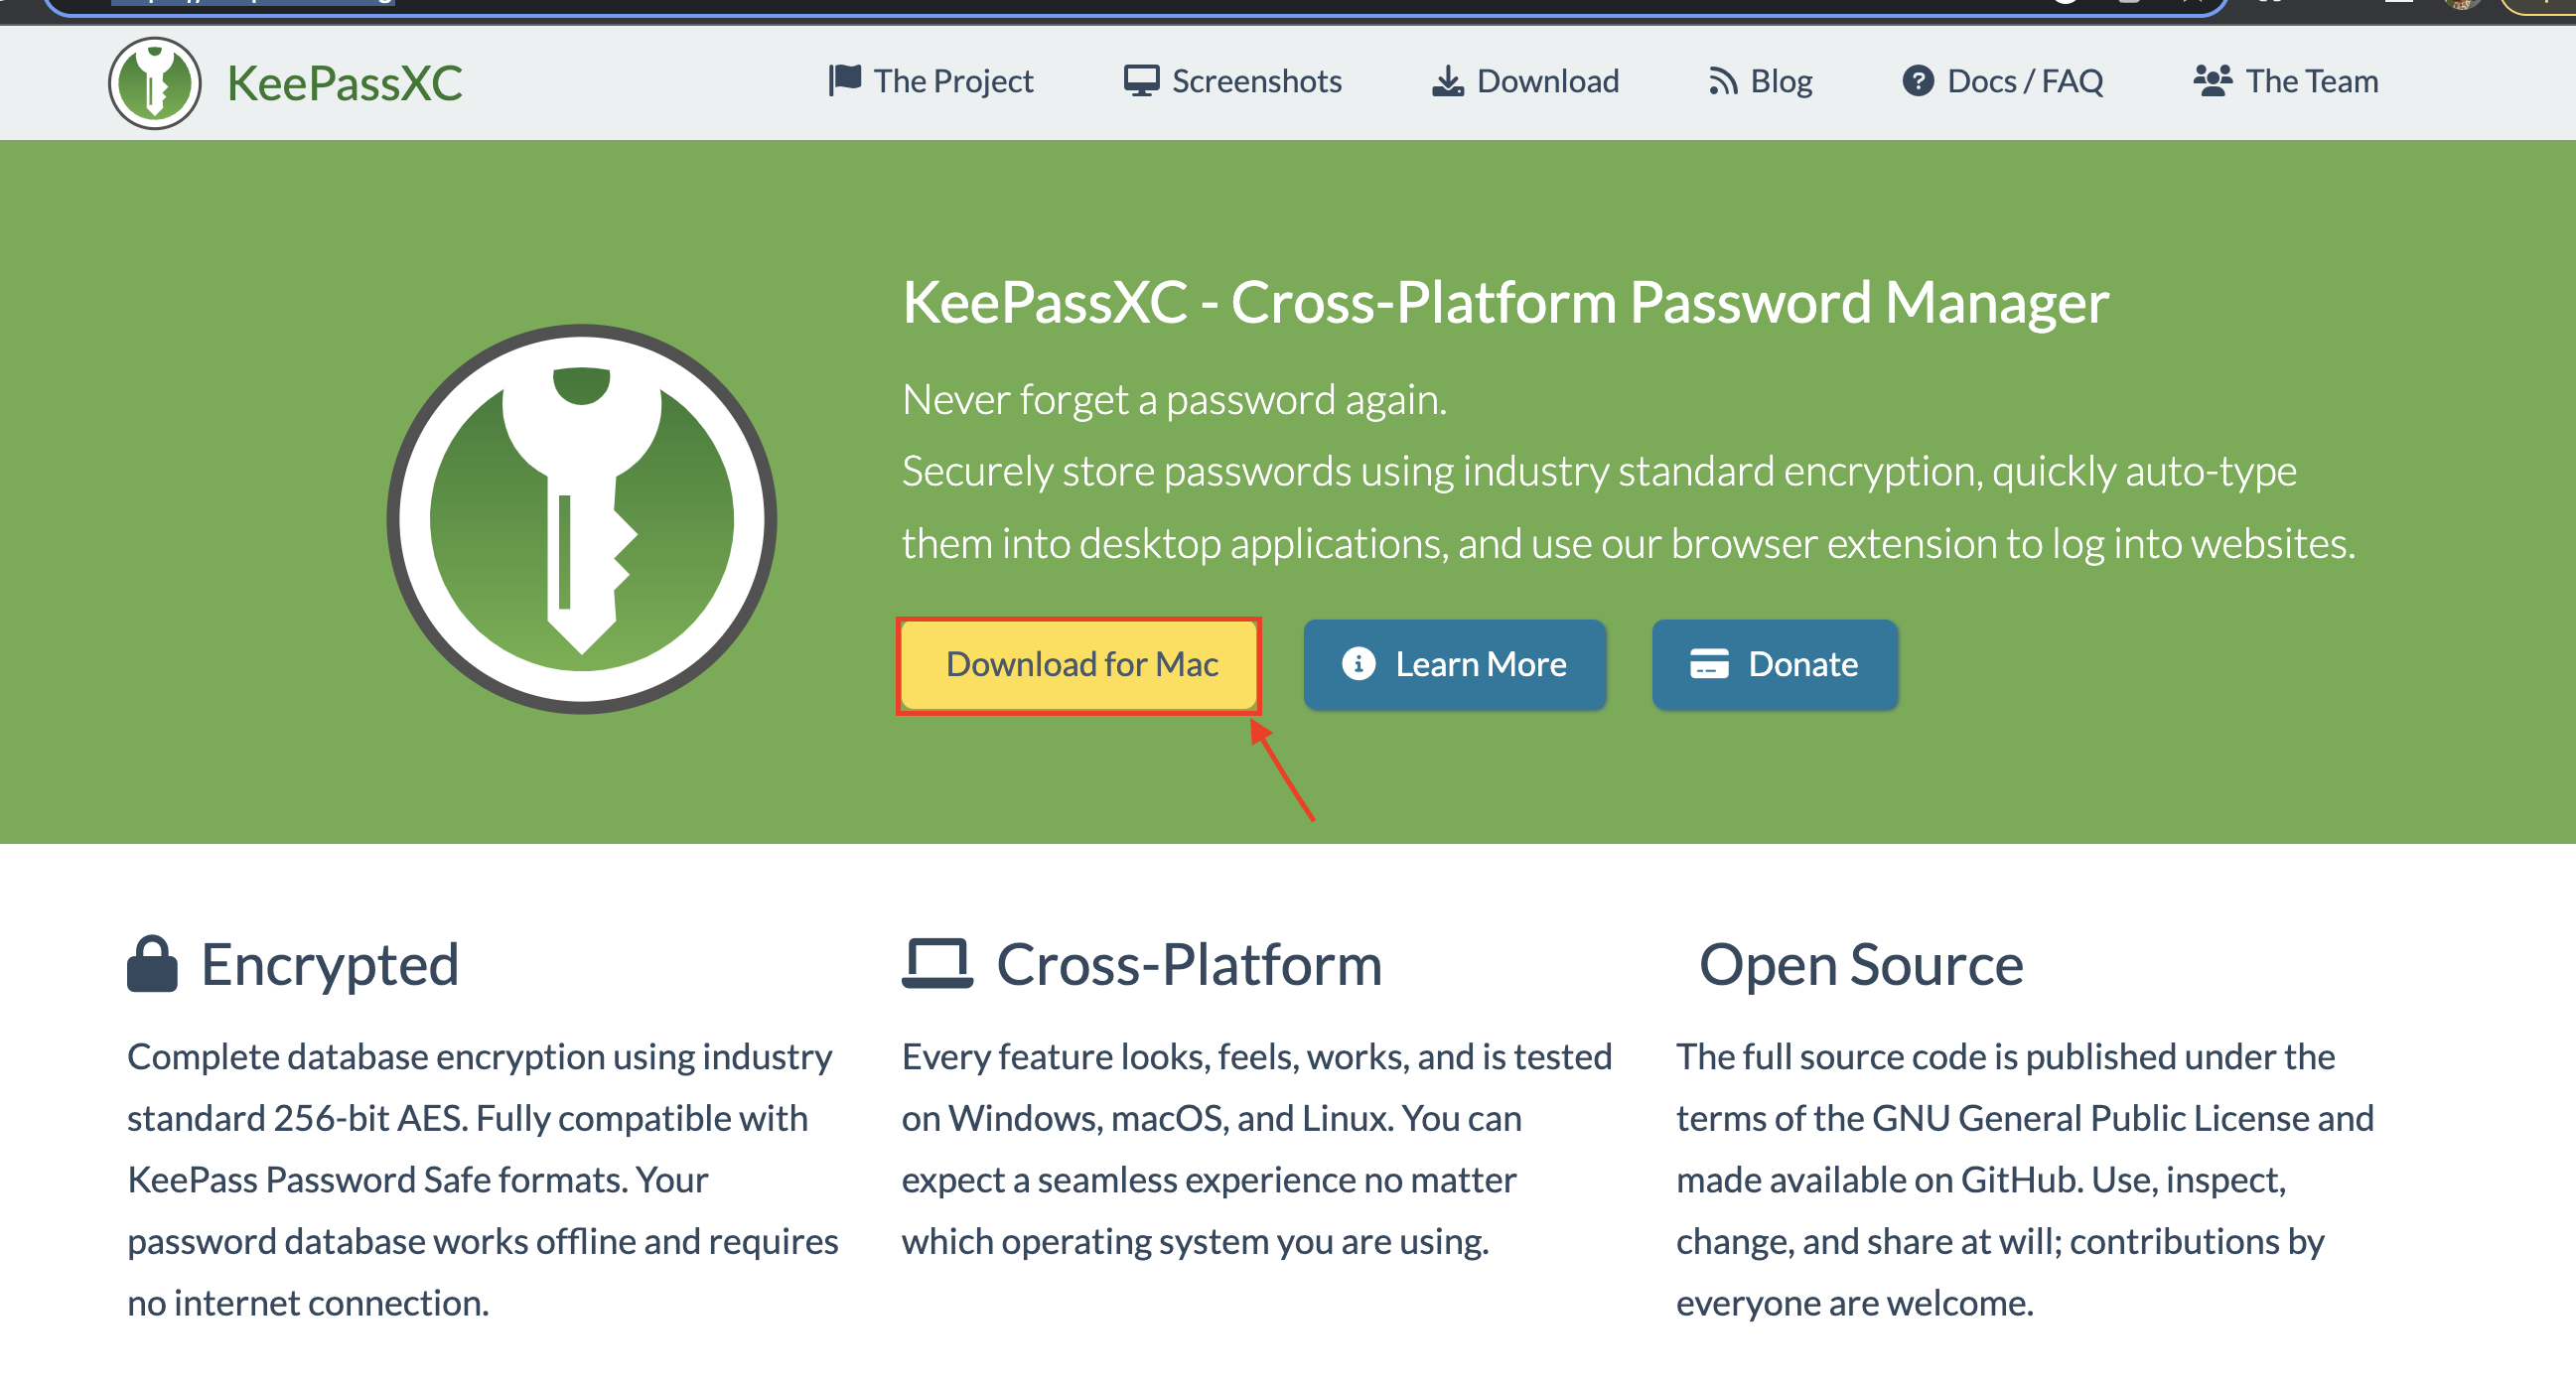 KeePassXC
The Project
Screenshots
Download
Blog
Docs / FAQ
The Team
KeePassXC - Cross-Platform Password Manager
Never forget a password again.
Securely store passwords using industry standard encryption, quickly auto-type
them into desktop applications, and use our browser extension to log into websites.
Download for Mac
Learn More
Donate
Encrypted
Complete database encryption using industry
standard 256-bit AES. Fully compatible with
KeePass Password Safe formats. Your
password database works offline and requires
no internet connection.
Cross-Platform
Every feature looks, feels, works, and is tested
on Windows, macOS, and Linux. You can
expect a seamless experience no matter
which operating system you are using.
Open Source
The full source code is published under the
terms of the GNU General Public License and
made available on GitHub. Use, inspect,
change, and share at will; contributions by
everyone are welcome.